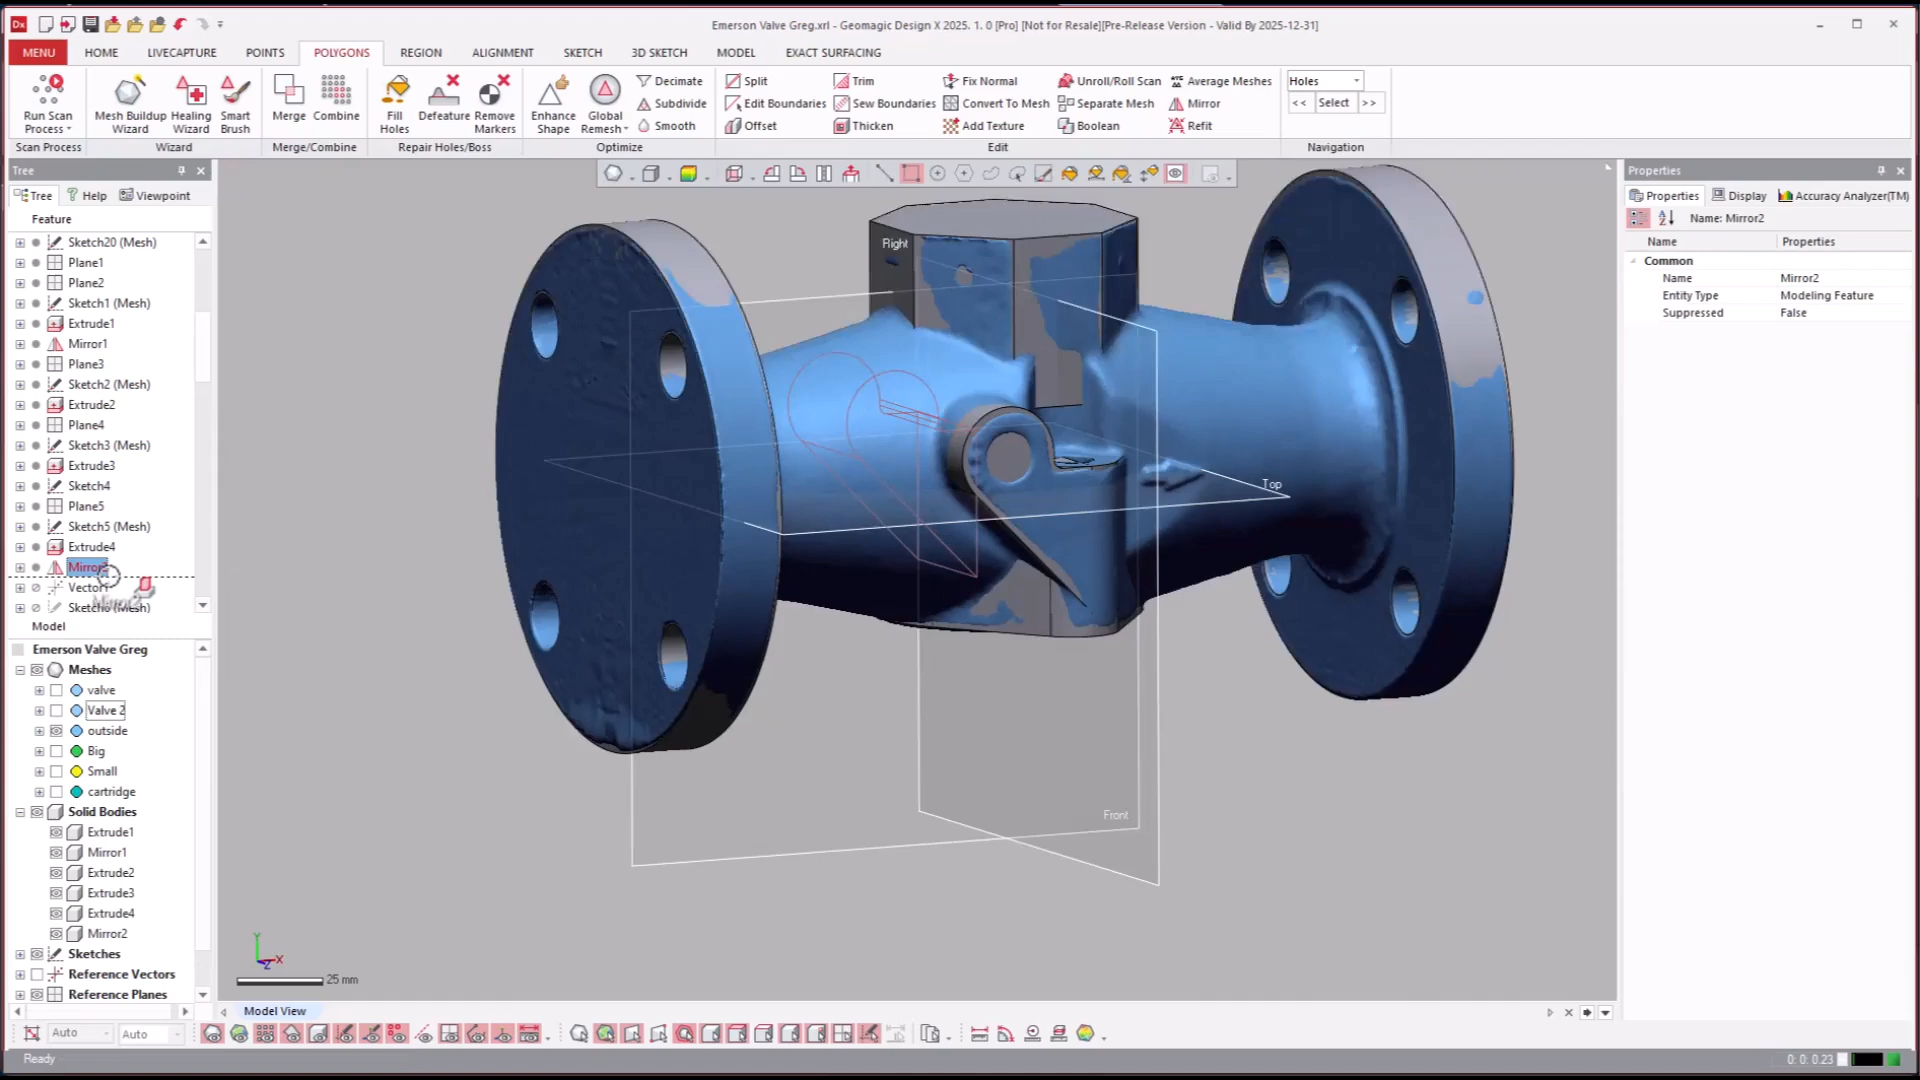 Dx
Emerson Valve Greg.xrl - Geomagic Design X 2025. 1. 0 [Pro] [Not for Resale][Pre-Release Version - Valid By 2025-12-31]
MENU HOME LIVECAPTURE POINTS POLYGONS REGION ALIGNMENT SKETCH 3D SKETCH MODEL EXACT SURFACING
Decimate Split Trim Fix Normal Unroll/Roll Scan Average Meshes Holes
Subdivide Edit Boundaries Sew Boundaries Convert To Mesh Separate Mesh Mirror << Select >>
Run Scan Mesh Buildup Healing Smart Merge Combine Fill Defeature Remove Enhance Global
Process Wizard Wizard Brush Holes Markers Shape Remesh Smooth Offset Thicken Add Texture Boolean Refit
Scan Process Wizard Merge/Combine Repair Holes/Boss Optimize Edit Navigation
Tree
Tree Help Viewpoint
Feature
Sketch20 (Mesh)
Plane1
Plane2
Sketch1 (Mesh)
Extrude1
Mirror1
Plane3
Sketch2 (Mesh)
Extrude2
Plane4
Sketch3 (Mesh)
Extrude3
Sketch4
Plane5
Sketch5 (Mesh)
Extrude4
Mirror2
Vector1
Model
Emerson Valve Greg
Meshes
valve
Valve 2
outside
Big
Small
cartridge
Solid Bodies
Extrude1
Mirror1
Extrude2
Extrude3
Extrude4
Mirror2
Sketches
Reference Vectors
Reference Planes
Right
Top
Front
Y
X
Z
25 mm
Model View
Properties
Properties Display Accuracy Analyzer(TM)
Name: Mirror2
Name Properties
Common
Name Mirror2
Entity Type Modeling Feature
Suppressed False
Auto Auto
Ready
0: 0: 0.23